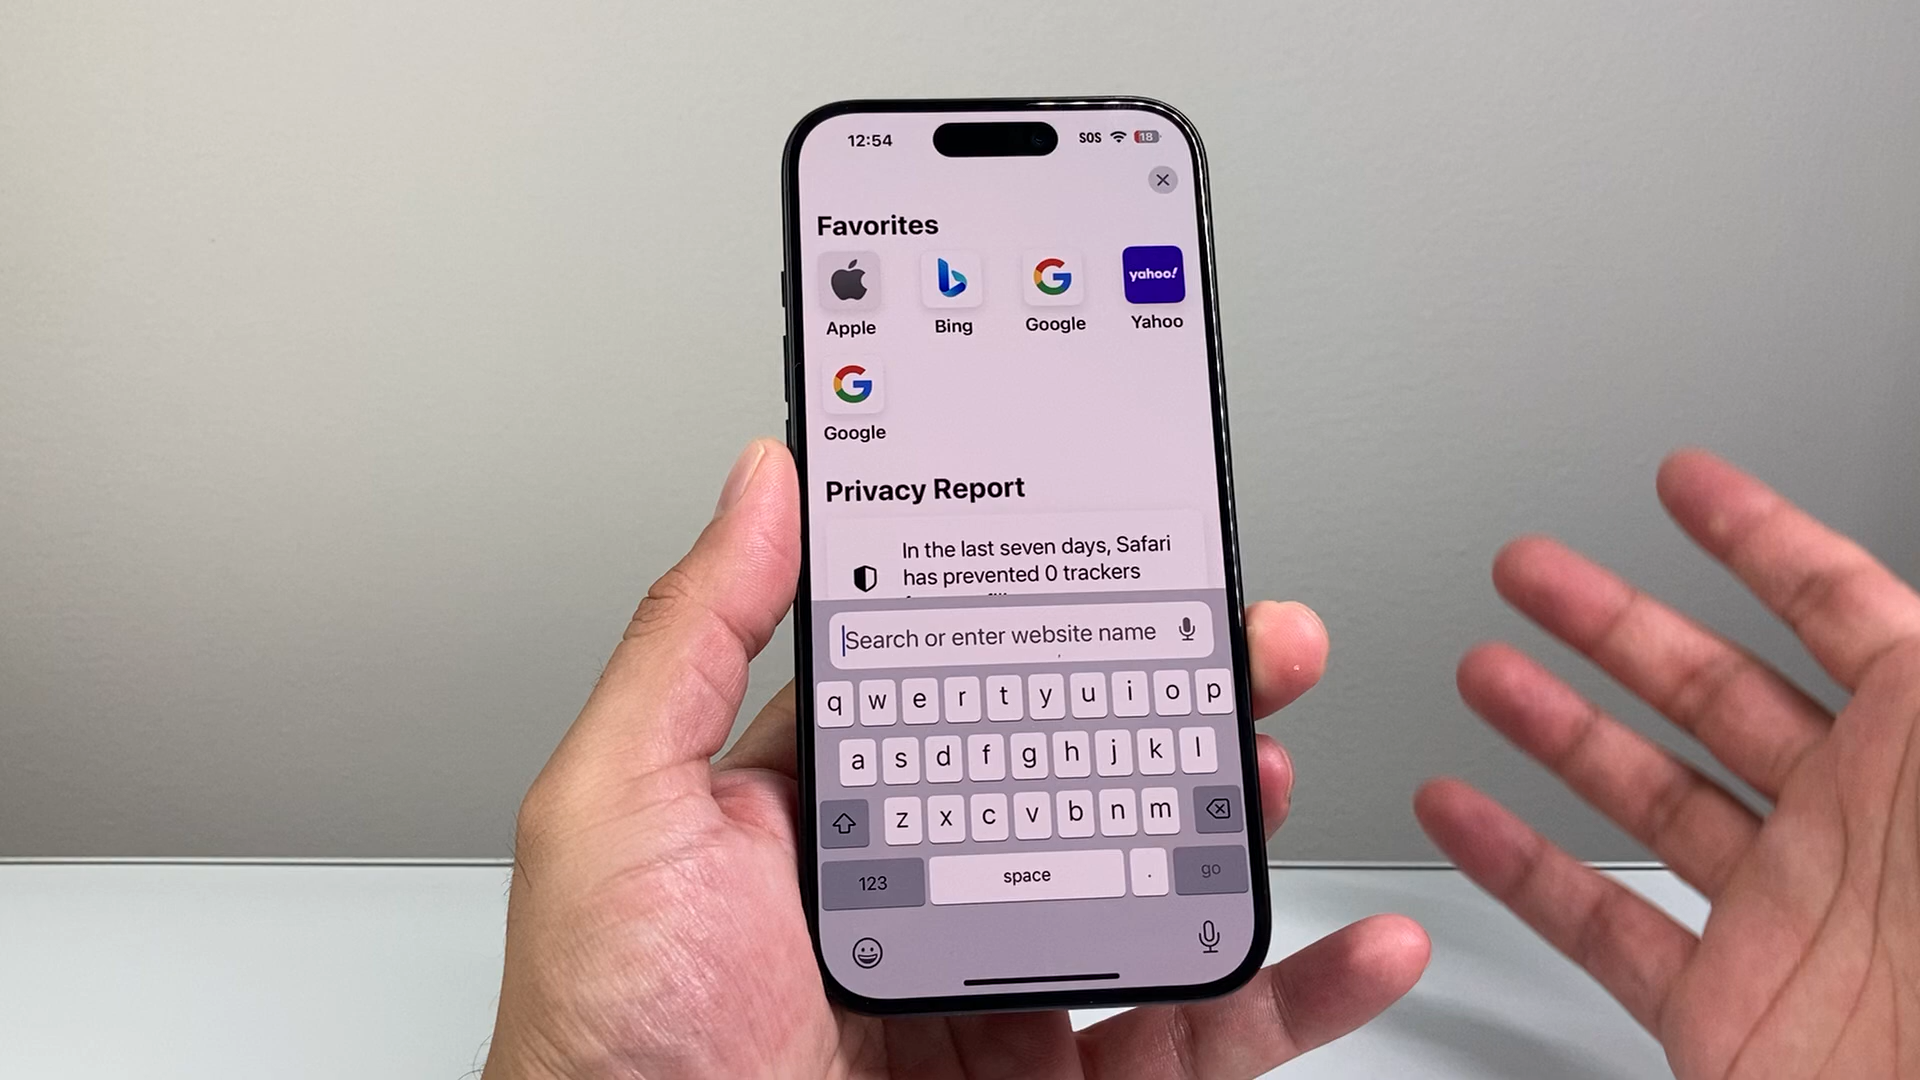 12:54
SOS
18
Favorites
yahoo!
Apple
Bing
Google
Yahoo
Google
Privacy Report
In the last seven days, Safari
has prevented 0 trackers
Search or enter website name
q w e r t y u i o p
a s d f g h j k l
z x c v b n m
123
space
.
go